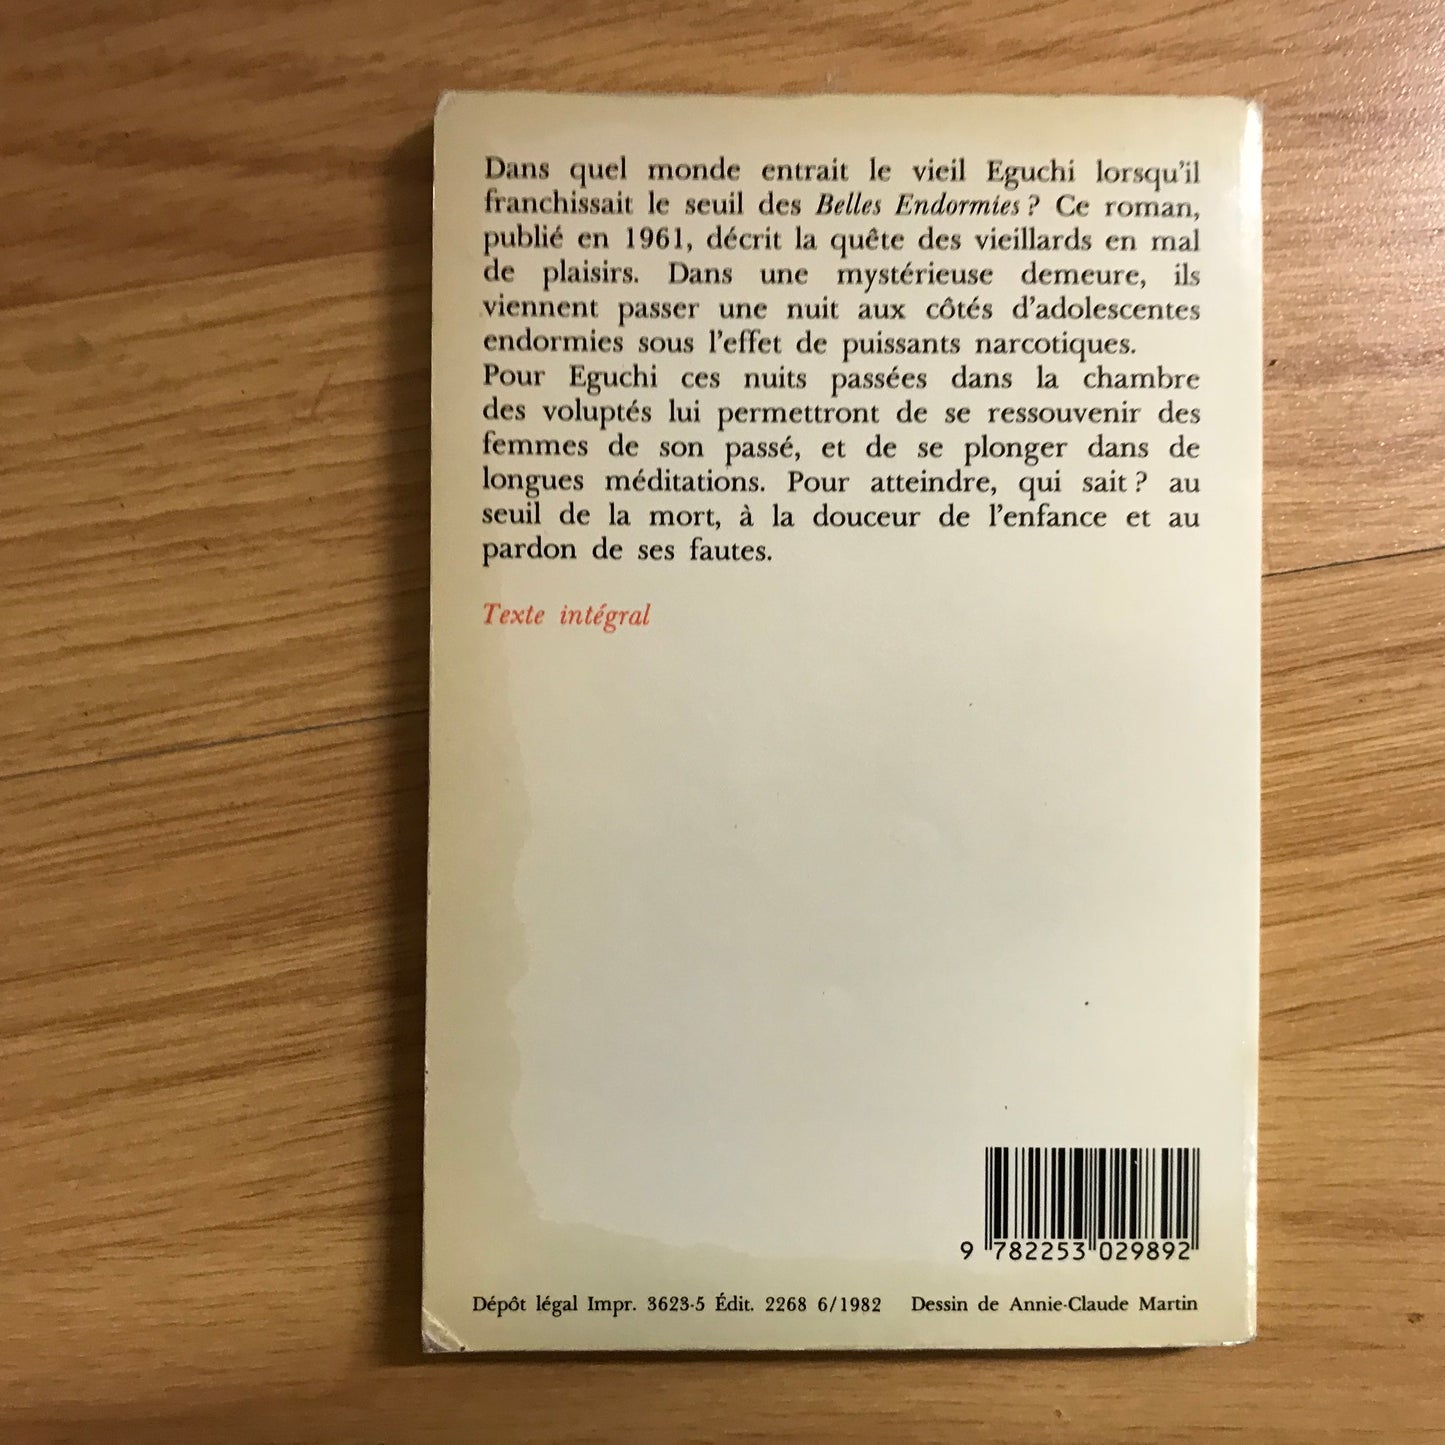 Dans quel monde entrait le vieil Eguchi lorsqu'il
franchissait le seuil des Belles Endormies ? Ce roman,
publié en 1961, décrit la quête des vieillards en mal
de plaisirs. Dans une mystérieuse demeure, ils
viennent passer une nuit aux côtés d'adolescentes
endormies sous l'effet de puissants narcotiques.
Pour Eguchi ces nuits passées dans la chambre
des voluptés lui permettront de se ressouvenir des
femmes de son passé, et de se plonger dans de
longues méditations. Pour atteindre, qui sait ? au
seuil de la mort, à la douceur de l'enfance et au
pardon de ses fautes.
Texte intégral
9 782253 029892
Dépôt légal Impr. 3623-5 Édit. 2268 6/1982 Dessin de Annie-Claude Martin